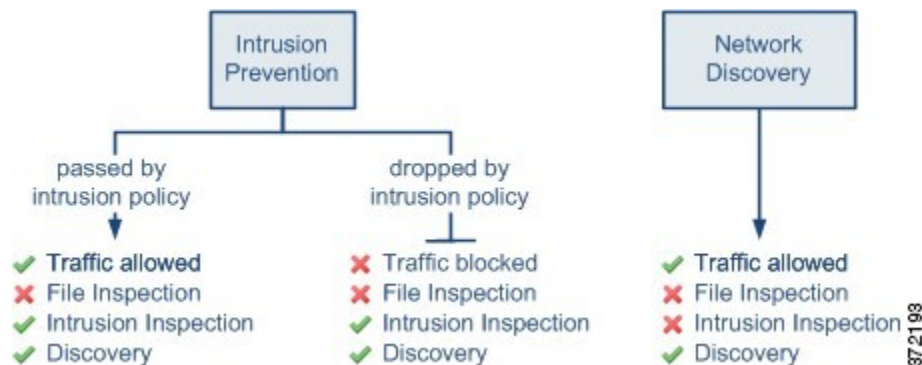 Intrusion
Prevention
Network
Discovery
passed by
intrusion policy
dropped by
intrusion policy
Traffic allowed
File Inspection
Intrusion Inspection
Discovery
Traffic blocked
File Inspection
Intrusion Inspection
Discovery
Traffic allowed
File Inspection
Intrusion Inspection
Discovery
372193